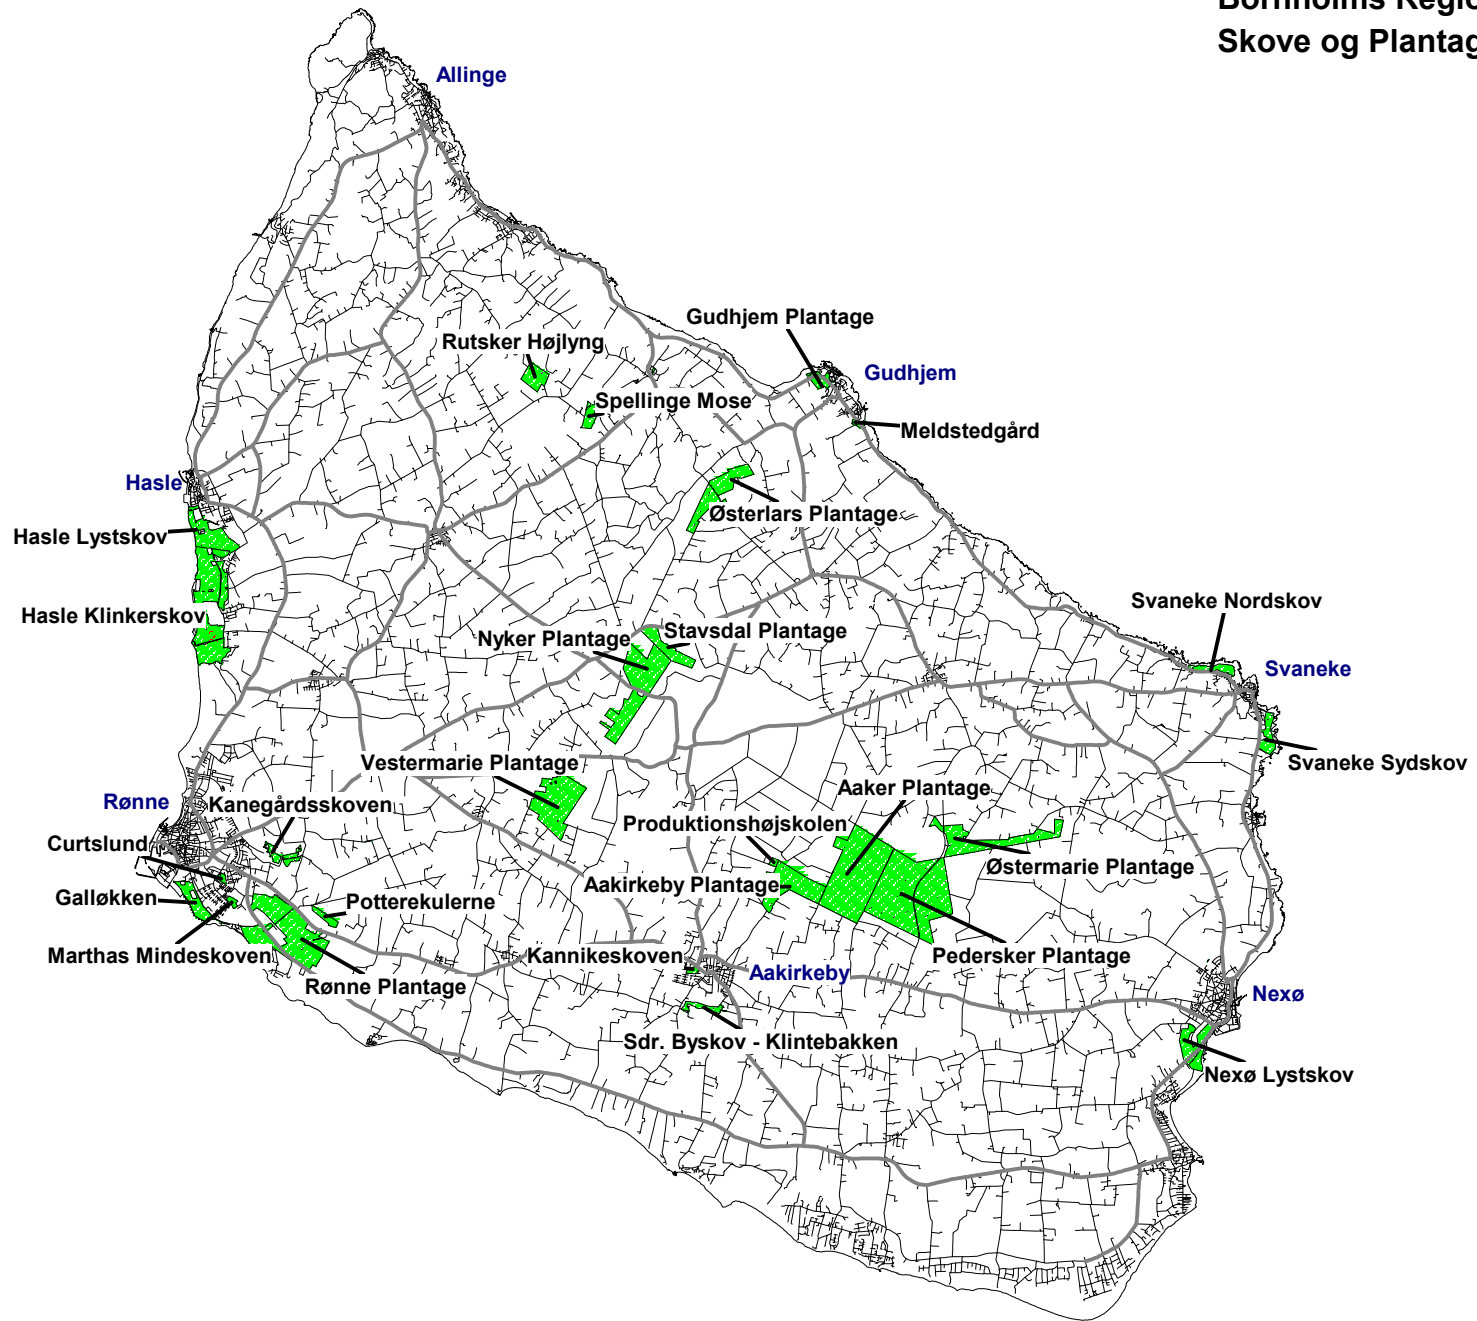 Skove og Plantag
Allinge
Gudhjem Plantage
Rutsker Højlyng
Gudhjem
Spellinge Mose
Meldstedgård
Hasle
Østerlars Plantage
Hasle Lystskov
Svaneke Nordskov
Hasle Klinkerskov
Stavsdal Plantage
Nyker Plantage
Svaneke
Vestermarie Plantage
Svaneke Sydskov
Aaker Plantage
Rønne
Kanegårdsskoven
Produktionshøjskolen
Curtslund
Østermarie Plantage
Aakirkeby Plantage
Galløkken
Potterekulerne
Marthas Mindeskoven
Kannikeskoven
Pedersker Plantage
Aakirkeby
Rønne Plantage
Nexø
Sdr. Byskov - Klintebakken
Nexø Lystskov